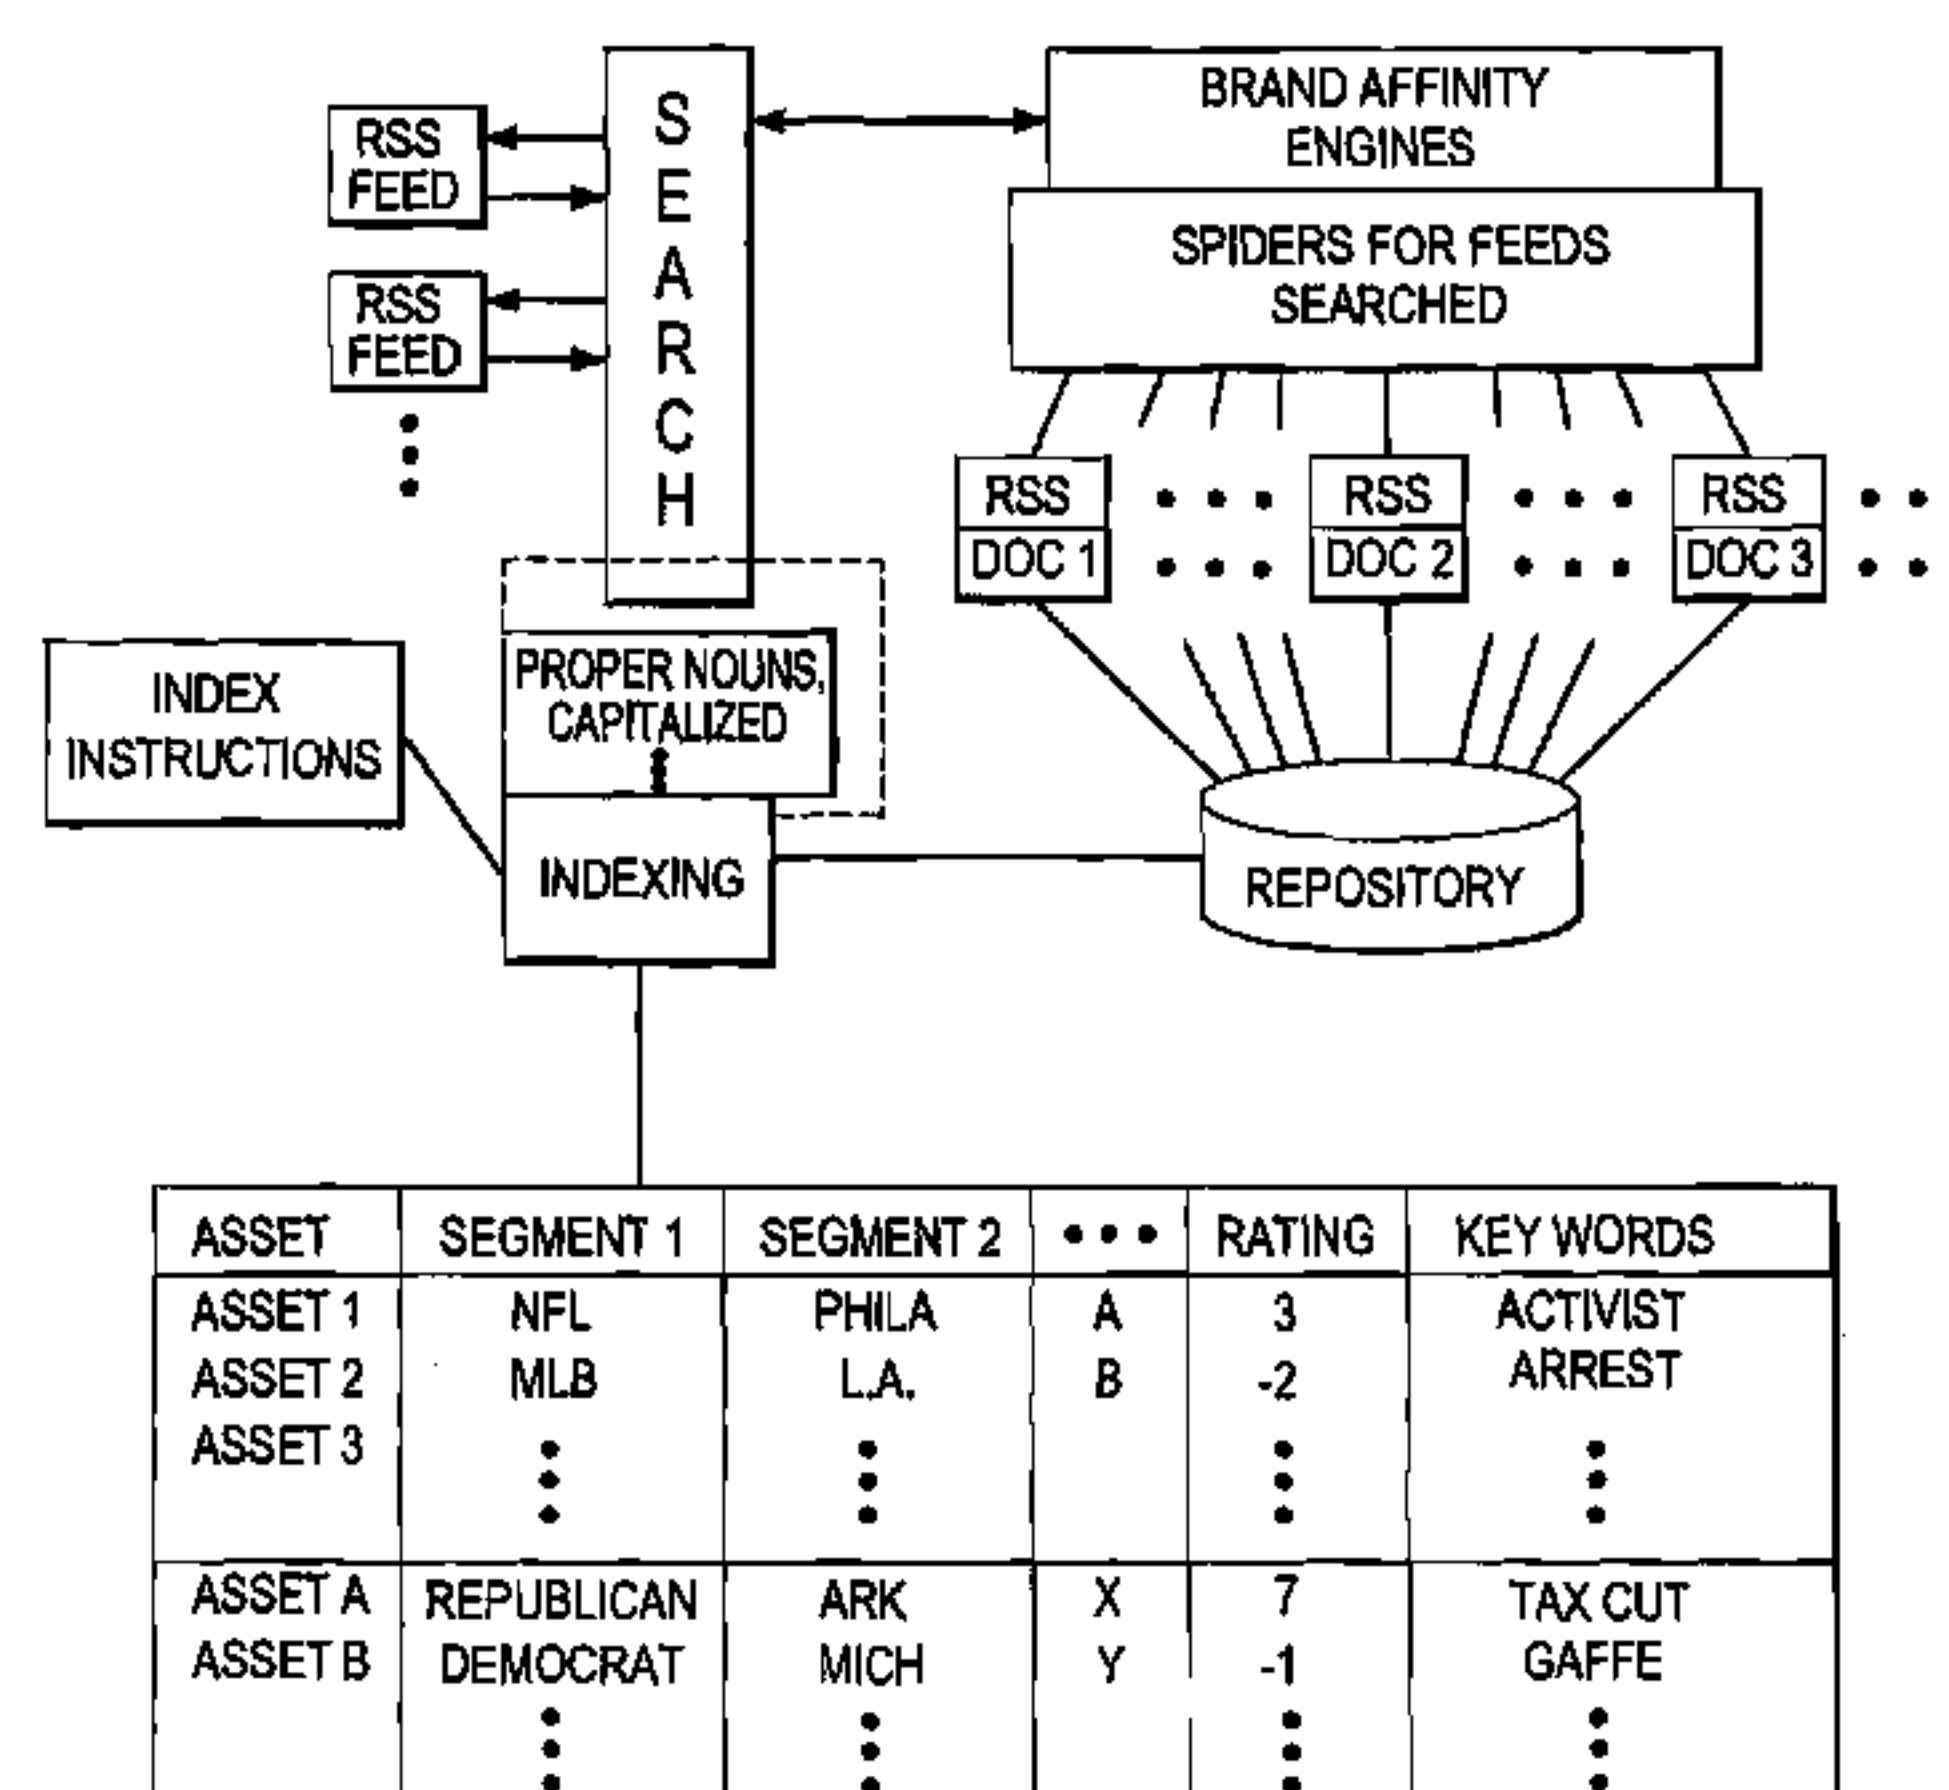 BRAND AFFINITY
ENGINES
SEARCH
RSS
FEED
SPIDERS FOR FEEDS
SEARCHED
RSS
FEED
RSS
DOC 1
RSS
DOC 2
RSS
DOC 3
INDEX
INSTRUCTIONS
PROPER NOUNS,
CAPITALIZED
INDEXING
REPOSITORY
ASSET SEGMENT 1 SEGMENT 2 • • • RATING KEY WORDS
ASSET 1 NFL PHILA A 3 ACTIVIST
ASSET 2 MLB L.A. B -2 ARREST
ASSET 3
ASSET A REPUBLICAN ARK X 7 TAX CUT
ASSET B DEMOCRAT MICH Y -1 GAFFE